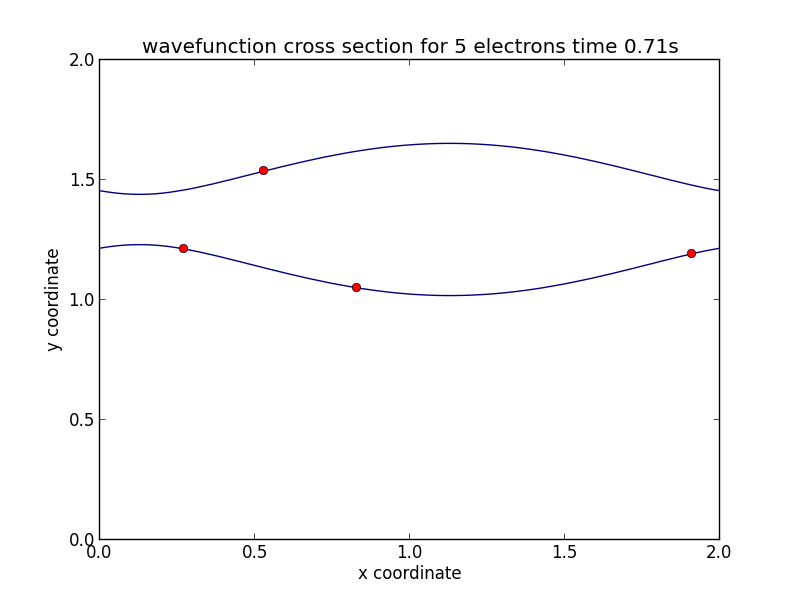 wavefunction cross section for 5 electrons time 0.71s
2.0
1.5
1.0
0.5
0.0
y coordinate
0.0 0.5 1.0 1.5 2.0
x coordinate